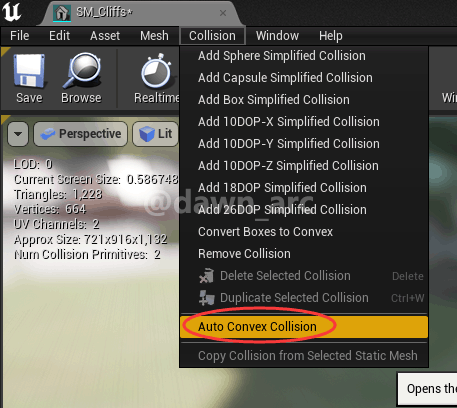 SM_Cliffs*
File Edit Asset Mesh Collision Window Help
Save Browse Realtime Wi
Perspective Lit
LOD: 0
Current Screen Size: 0.586748
Triangles: 1,228
Vertices: 664
UV Channels: 2
Approx Size: 721x916x1,132
Num Collision Primitives: 2
Add Sphere Simplified Collision
Add Capsule Simplified Collision
Add Box Simplified Collision
Add 10DOP-X Simplified Collision
Add 10DOP-Y Simplified Collision
Add 10DOP-Z Simplified Collision
Add 18DOP Simplified Collision
Add 26DOP Simplified Collision
Convert Boxes to Convex
Remove Collision
Delete Selected Collision Delete
Duplicate Selected Collision Ctrl+W
Auto Convex Collision
Copy Collision from Selected Static Mesh
Opens the
@dawn_arc